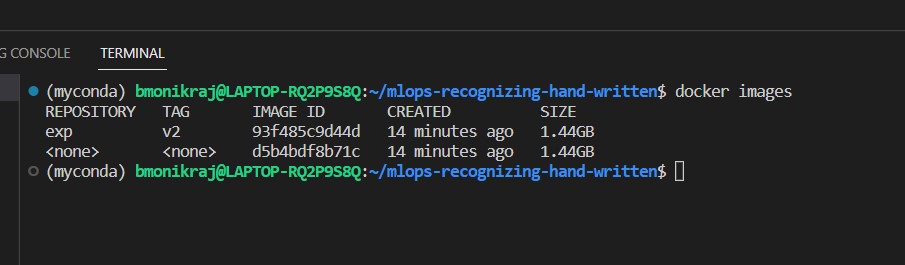 G CONSOLE TERMINAL
(myconda) bmonikraj@LAPTOP-RQ2P9S8Q:~/mlops-recognizing-hand-written$ docker images
REPOSITORY TAG IMAGE ID CREATED SIZE
exp v2 93f485c9d44d 14 minutes ago 1.44GB
<none> <none> d5b4bdf8b71c 14 minutes ago 1.44GB
(myconda) bmonikraj@LAPTOP-RQ2P9S8Q:~/mlops-recognizing-hand-written$